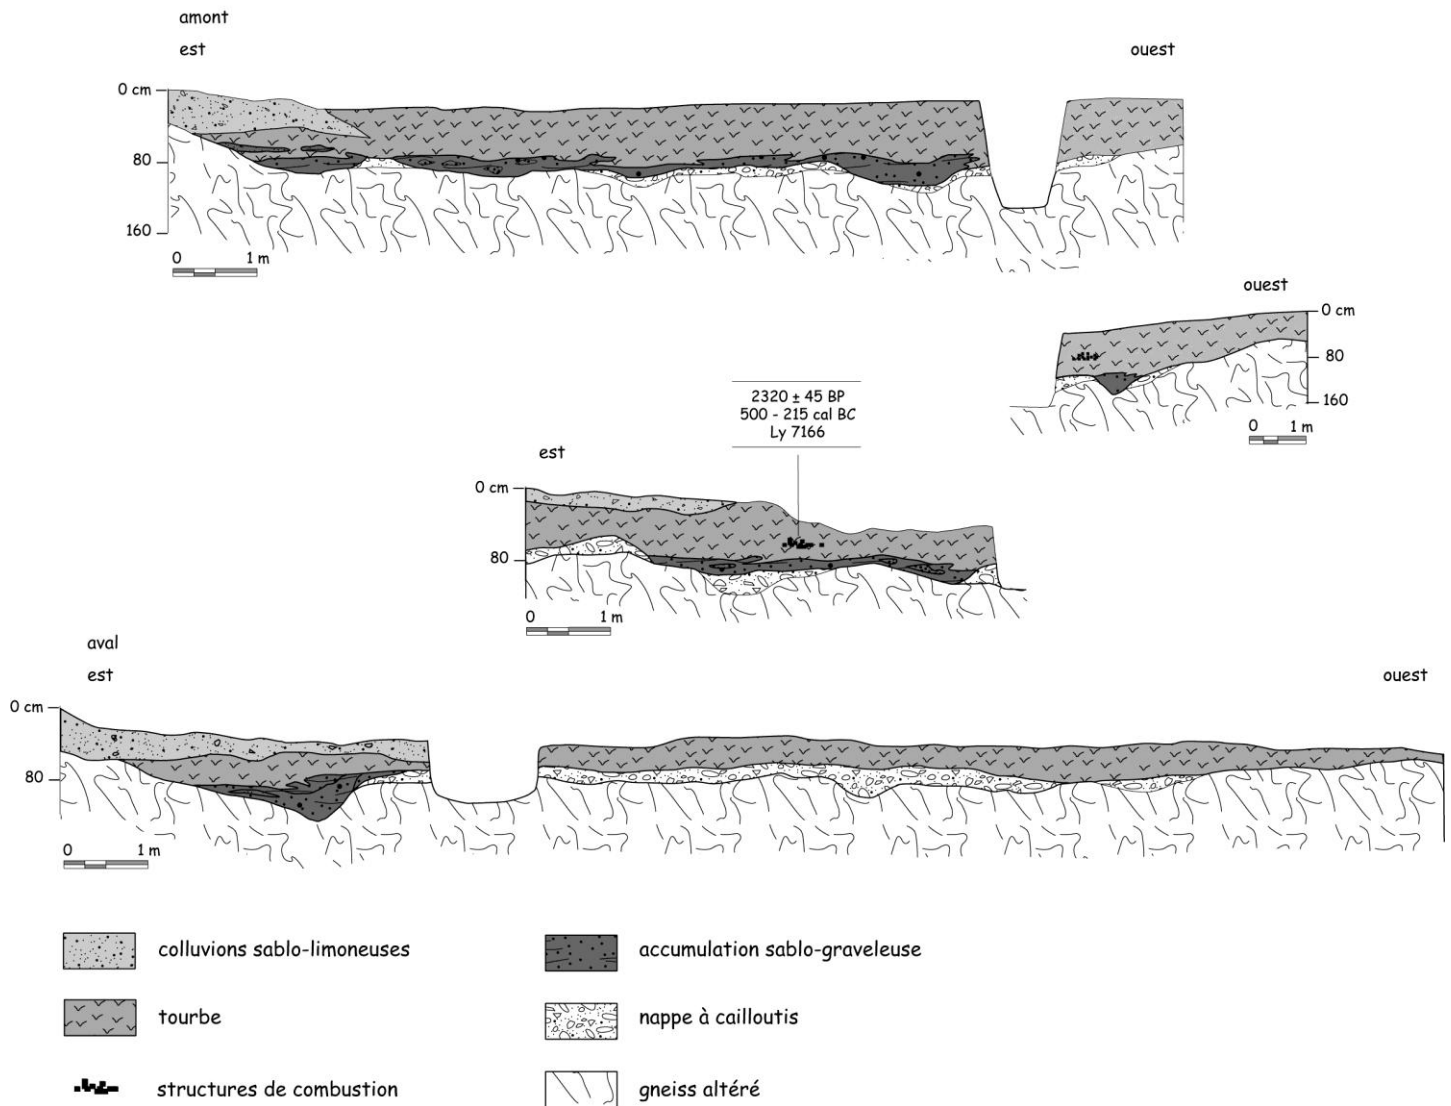 amont
est
ouest
0 cm
80
160
0 1 m
ouest
0 cm
80
160
0 1 m
2320 ± 45 BP
500 - 215 cal BC
Ly 7166
est
0 cm
80
0 1 m
aval
est
ouest
0 cm
80
0 1 m
colluvions sablo-limoneuses
accumulation sablo-graveleuse
tourbe
nappe à cailloutis
structures de combustion
gneiss altéré